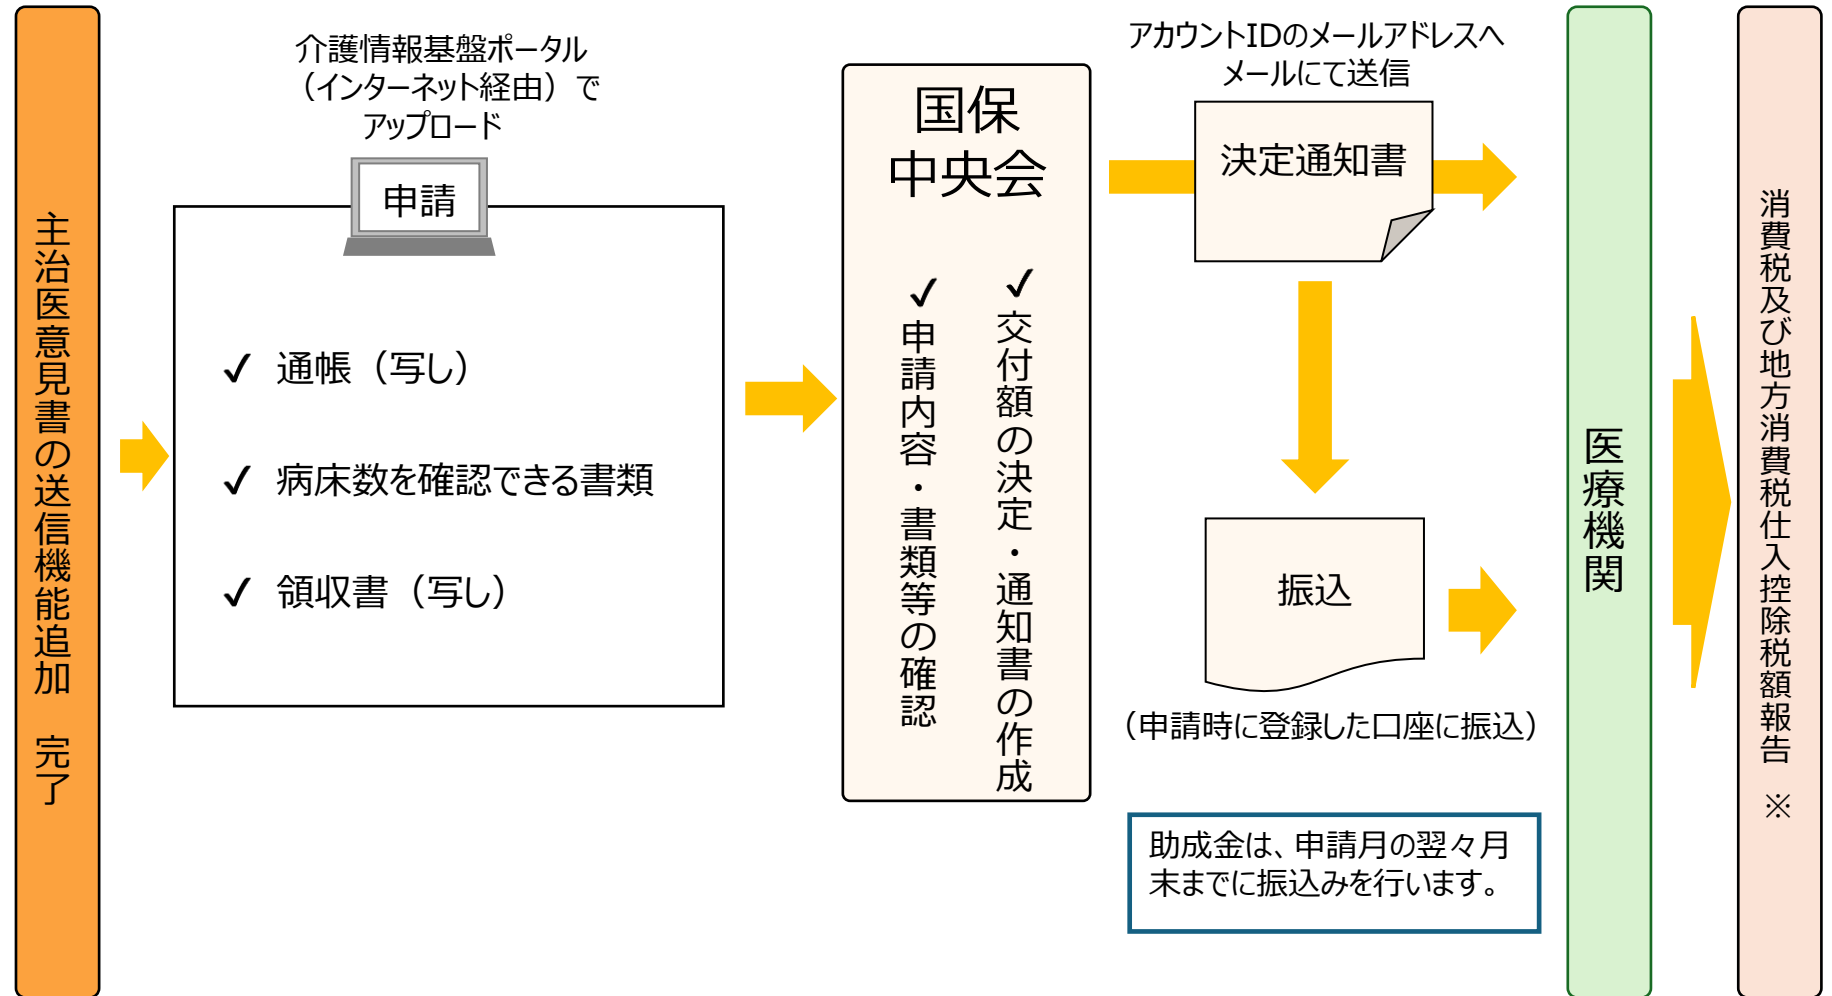 主治医意見書の送信機能追加　完了
介護情報基盤ポータル
（インターネット経由）で
アップロード
申請
✓ 通帳（写し）
✓ 病床数を確認できる書類
✓ 領収書（写し）
国保
中央会
✓交付額の決定・通知書の作成
✓申請内容・書類等の確認
アカウントIDのメールアドレスへ
メールにて送信
決定通知書
振込
（申請時に登録した口座に振込）
助成金は、申請月の翌々月
末までに振込みを行います。
医療機関
消費税及び地方消費税仕入控除税額報告　※